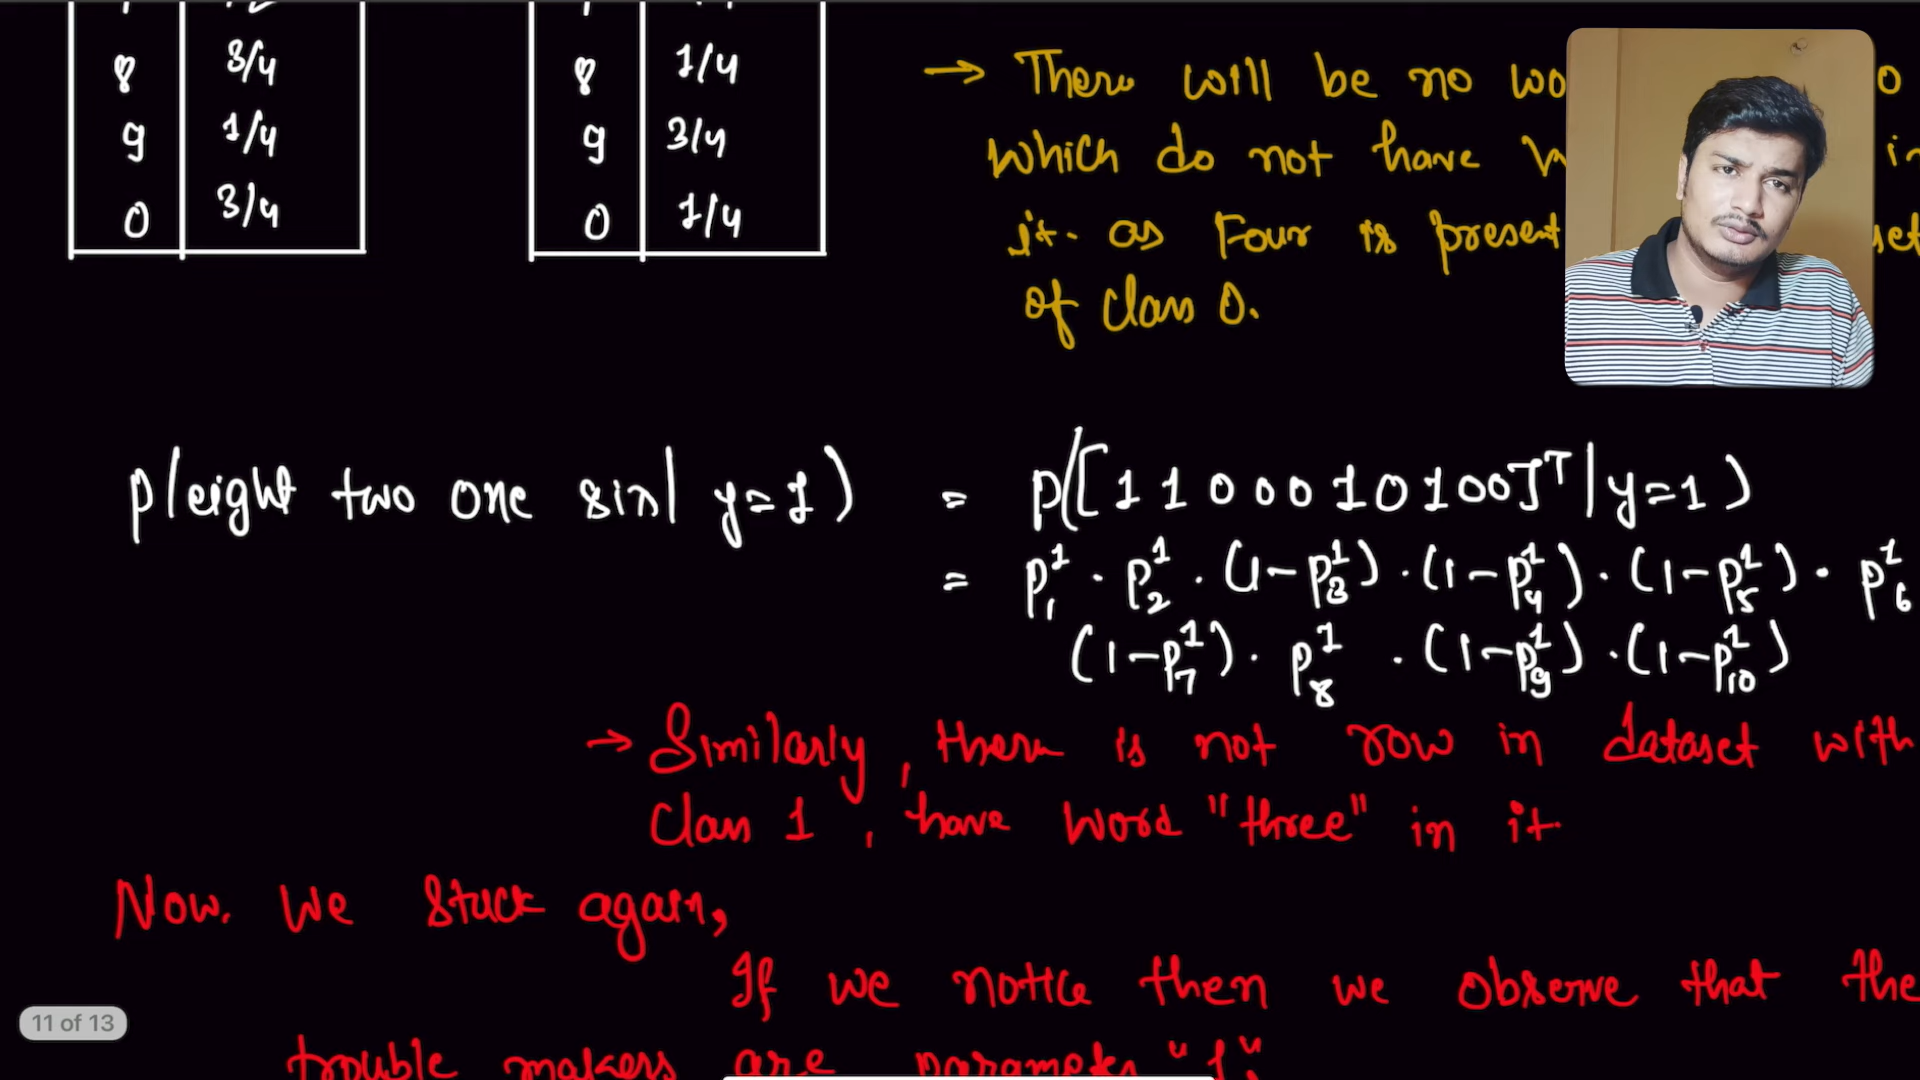 8 3/4
9 1/4
0 3/4
8 1/4
9 3/4
0 1/4
→ There will be no
which do not have
it. as Four is present
of class 0.
P(eight two one six | y=1) = P([1 1 0 0 0 1 0 1 0 0]ᵀ | y=1)
= p₁¹ · p₂¹ · (1-p₃¹) · (1-p₄¹) · (1-p₅¹) · p₆¹
(1-p₇¹) · p₈¹ · (1-p₉¹) · (1-p₁₀¹)
→ Similarly, there is not row in dataset with
Class 1, have word "three" in it.
Now. We stuck again,
If we notice then we observe that the
trouble makers are parameter "1"
11 of 13